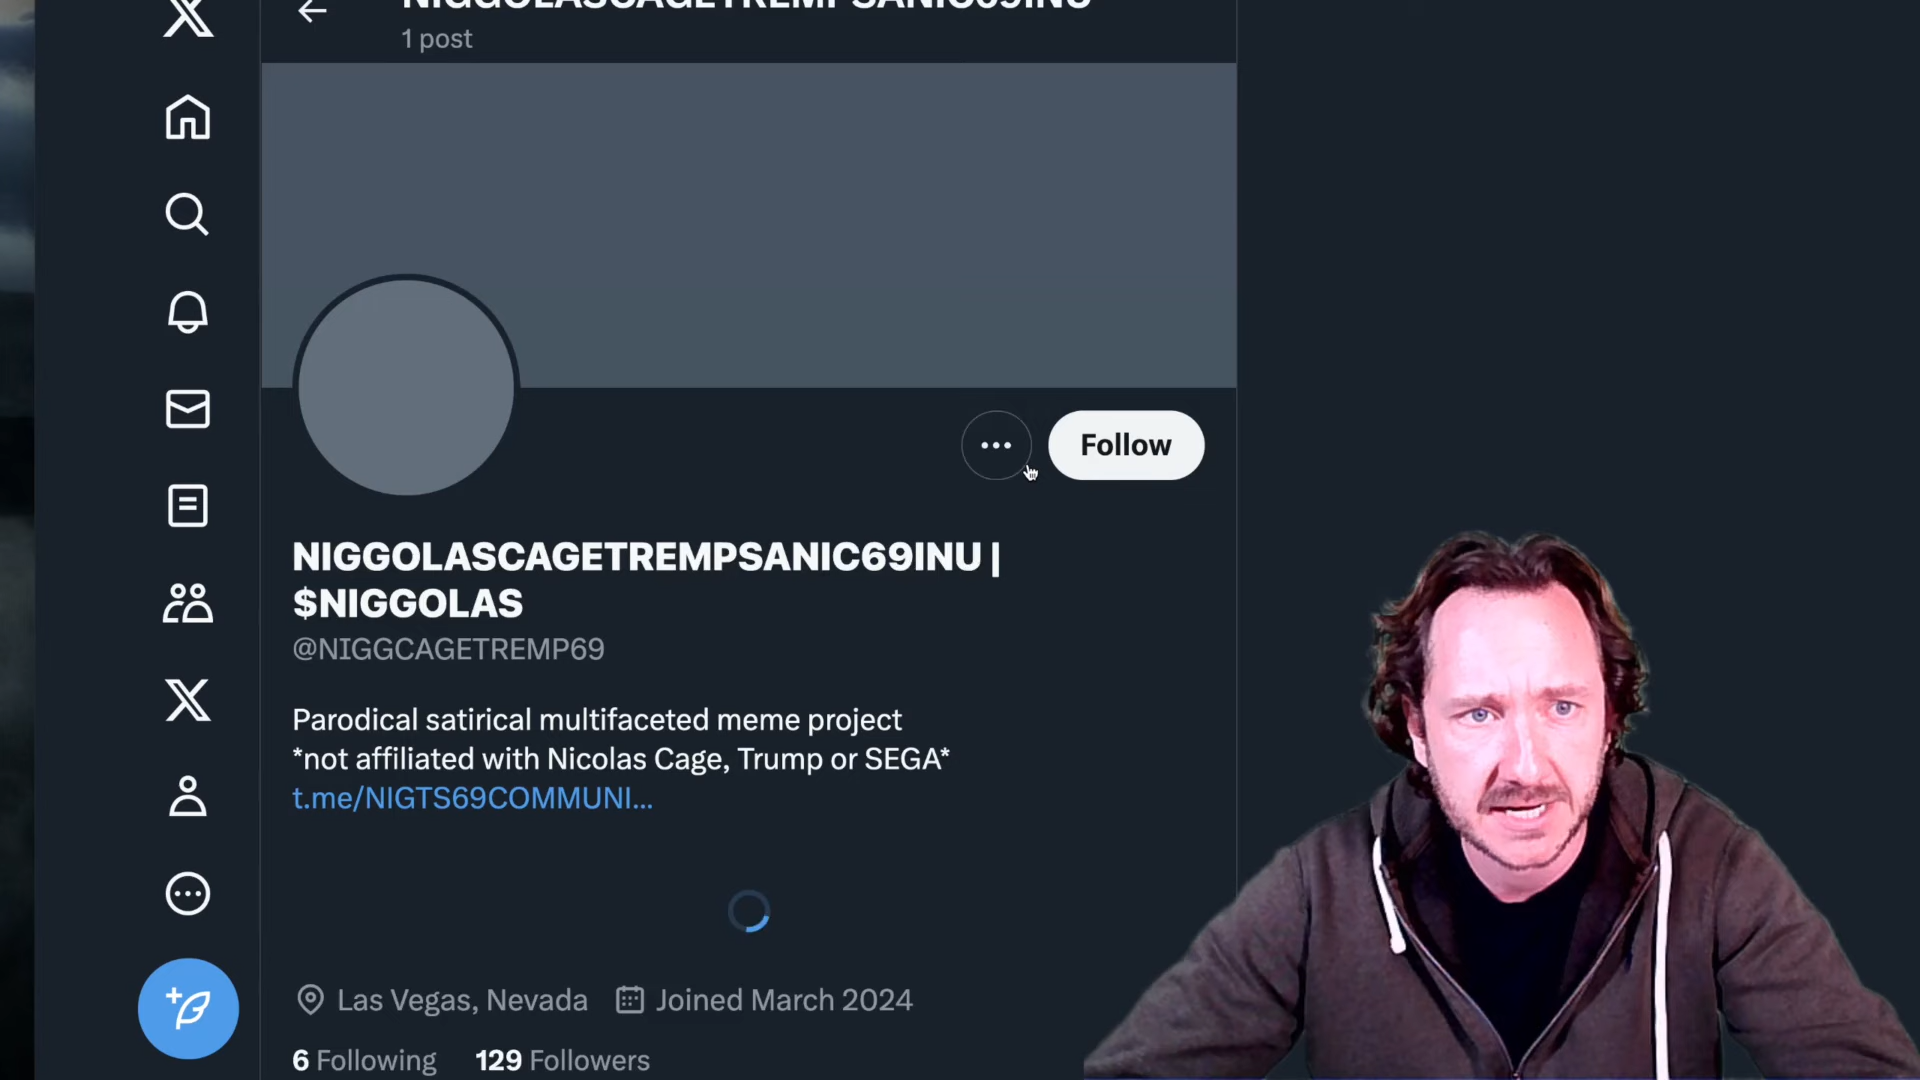 NIGGOLASCAGETREMPSANIC69INU
1 post
Follow
NIGGOLASCAGETREMPSANIC69INU |
$NIGGOLAS
@NIGGCAGETREMP69
Parodical satirical multifaceted meme project
*not affiliated with Nicolas Cage, Trump or SEGA*
t.me/NIGTS69COMMUNI...
Las Vegas, Nevada Joined March 2024
6 Following 129 Followers